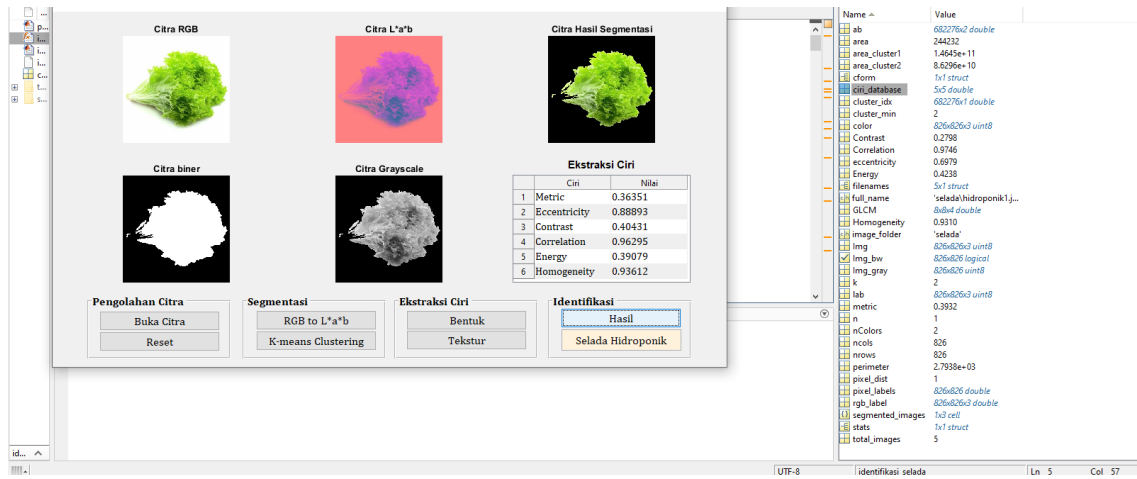 ...
p...
i...
i...
i...
c...
t...
s...
id...
Citra RGB
Citra L*a*b
Citra Hasil Segmentasi
Citra biner
Citra Grayscale
Ekstraksi Ciri
Ciri Nilai
1 Metric 0.36351
2 Eccentricity 0.88893
3 Contrast 0.40431
4 Correlation 0.96295
5 Energy 0.39079
6 Homogeneity 0.93612
Pengolahan Citra
Buka Citra
Reset
Segmentasi
RGB to L*a*b
K-means Clustering
Ekstraksi Ciri
Bentuk
Tekstur
Identifikasi
Hasil
Selada Hidroponik
Name Value
ab 682276x2 double
area 244232
area_cluster1 1.4645e+11
area_cluster2 8.6296e+10
cform 1x1 struct
ciri_database 5x5 double
cluster_idx 682276x1 double
cluster_min 2
color 826x826x3 uint8
Contrast 0.2798
Correlation 0.9746
eccentricity 0.6979
Energy 0.4238
filenames 5x1 struct
full_name 'selada\hidroponik1.j...
GLCM 8x8x4 double
Homogeneity 0.9310
image_folder 'selada'
Img 826x826x3 uint8
Img_bw 826x826 logical
Img_gray 826x826 uint8
k 2
lab 826x826x3 uint8
metric 0.3932
n 1
nColors 2
ncols 826
nrows 826
perimeter 2.7938e+03
pixel_dist 1
pixel_labels 826x826 double
rgb_label 826x826x3 double
segmented_images 1x3 cell
stats 1x1 struct
total_images 5
UTF-8 identifikasi selada Ln 5 Col 57